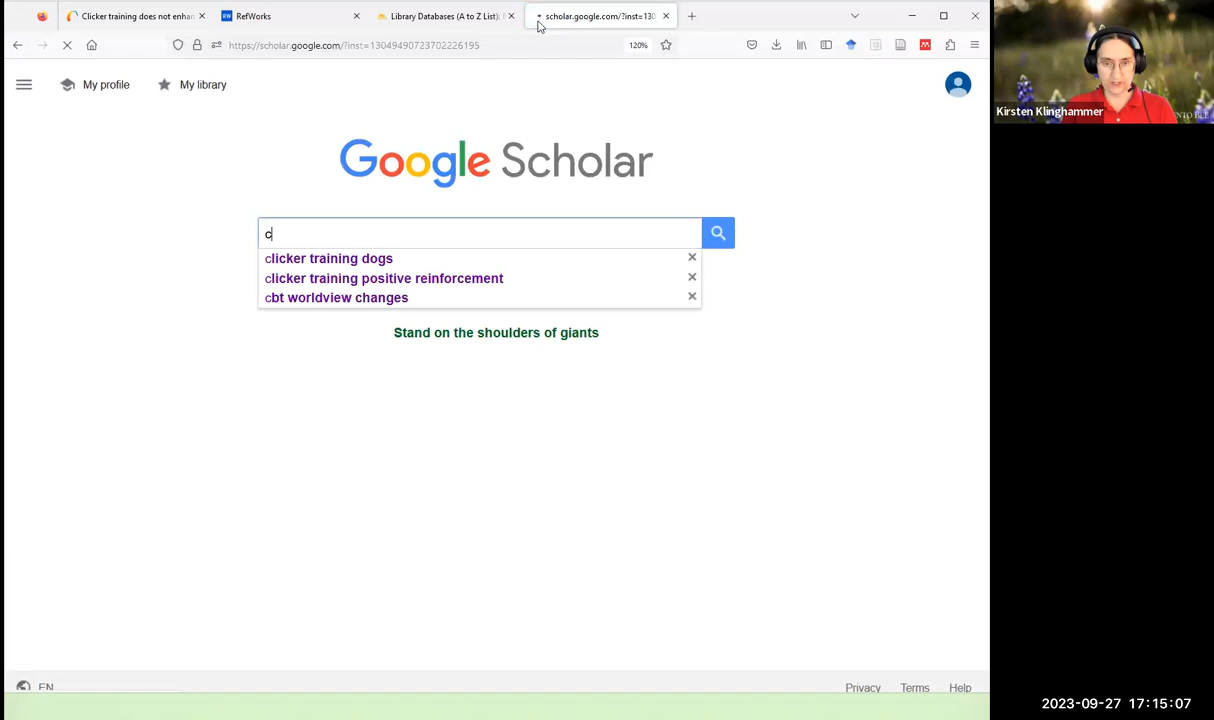 Clicker training does not enhan
RefWorks
Library Databases (A to Z List):
scholar.google.com/?inst=130
https://scholar.google.com/?inst=13049490723702226195
120%
My profile
My library
Kirsten Klinghammer
Google Scholar
c
clicker training dogs
clicker training positive reinforcement
cbt worldview changes
Stand on the shoulders of giants
EN
Privacy
Terms
Help
2023-09-27 17:15:07